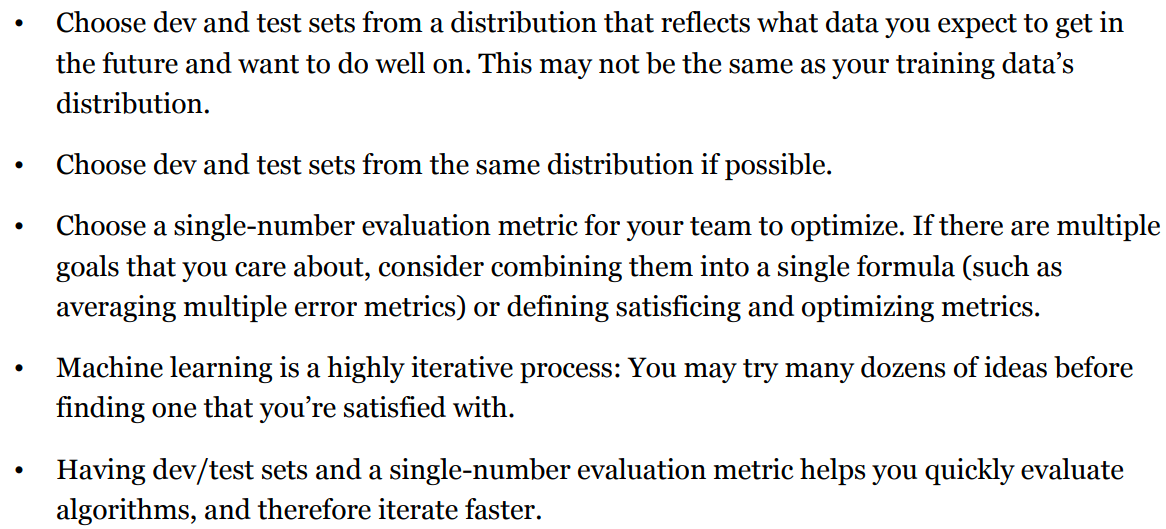 • Choose dev and test sets from a distribution that reflects what data you expect to get in
the future and want to do well on. This may not be the same as your training data’s
distribution.
• Choose dev and test sets from the same distribution if possible.
• Choose a single-number evaluation metric for your team to optimize. If there are multiple
goals that you care about, consider combining them into a single formula (such as
averaging multiple error metrics) or defining satisficing and optimizing metrics.
• Machine learning is a highly iterative process: You may try many dozens of ideas before
finding one that you’re satisfied with.
• Having dev/test sets and a single-number evaluation metric helps you quickly evaluate
algorithms, and therefore iterate faster.